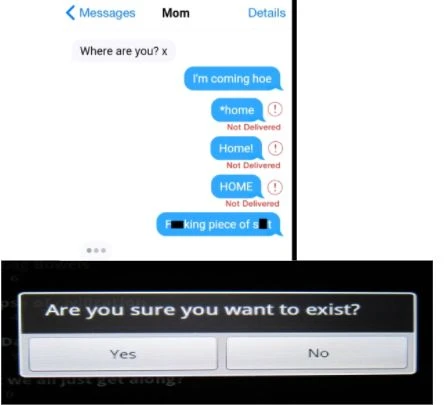 Messages Mom Details
Where are you? x
I'm coming hoe
*home
Not Delivered
Home!
Not Delivered
HOME
Not Delivered
F king piece of s t
Are you sure you want to exist?
Yes No
we all just get along?